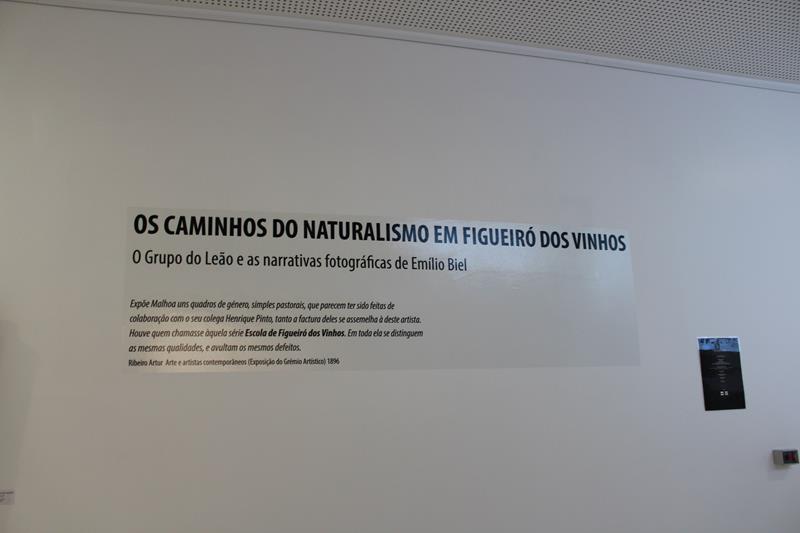 OS CAMINHOS DO NATURALISMO EM FIGUEIRÓ DOS VINHOS
O Grupo do Leão e as narrativas fotográficas de Emílio Biel
Expõe Malhoa uns quadros de género, simples pastorais, que parecem ter sido feitas de
colaboração com o seu colega Henrique Pinto, tanto a factura deles se assemelha à deste artista.
Houve quem chamasse àquela série Escola de Figueiró dos Vinhos. Em toda ela se distinguem
as mesmas qualidades, e avultam os mesmos defeitos.
Ribeiro Artur Arte e artistas contemporâneos (Exposição do Grémio Artístico) 1896